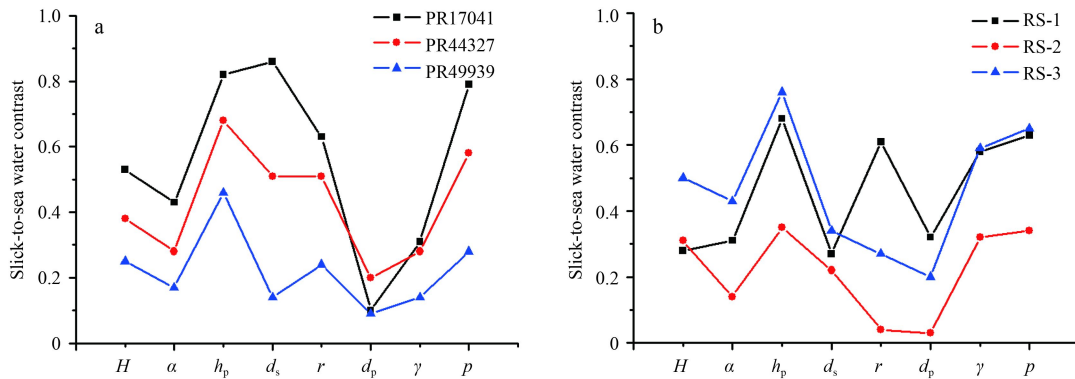 a
PR17041
PR44327
PR49939
Slick-to-sea water contrast
1.0
0.8
0.6
0.4
0.2
0
H α hp ds r dp γ p
b
RS-1
RS-2
RS-3
Slick-to-sea water contrast
1.0
0.8
0.6
0.4
0.2
0
H α hp ds r dp γ p